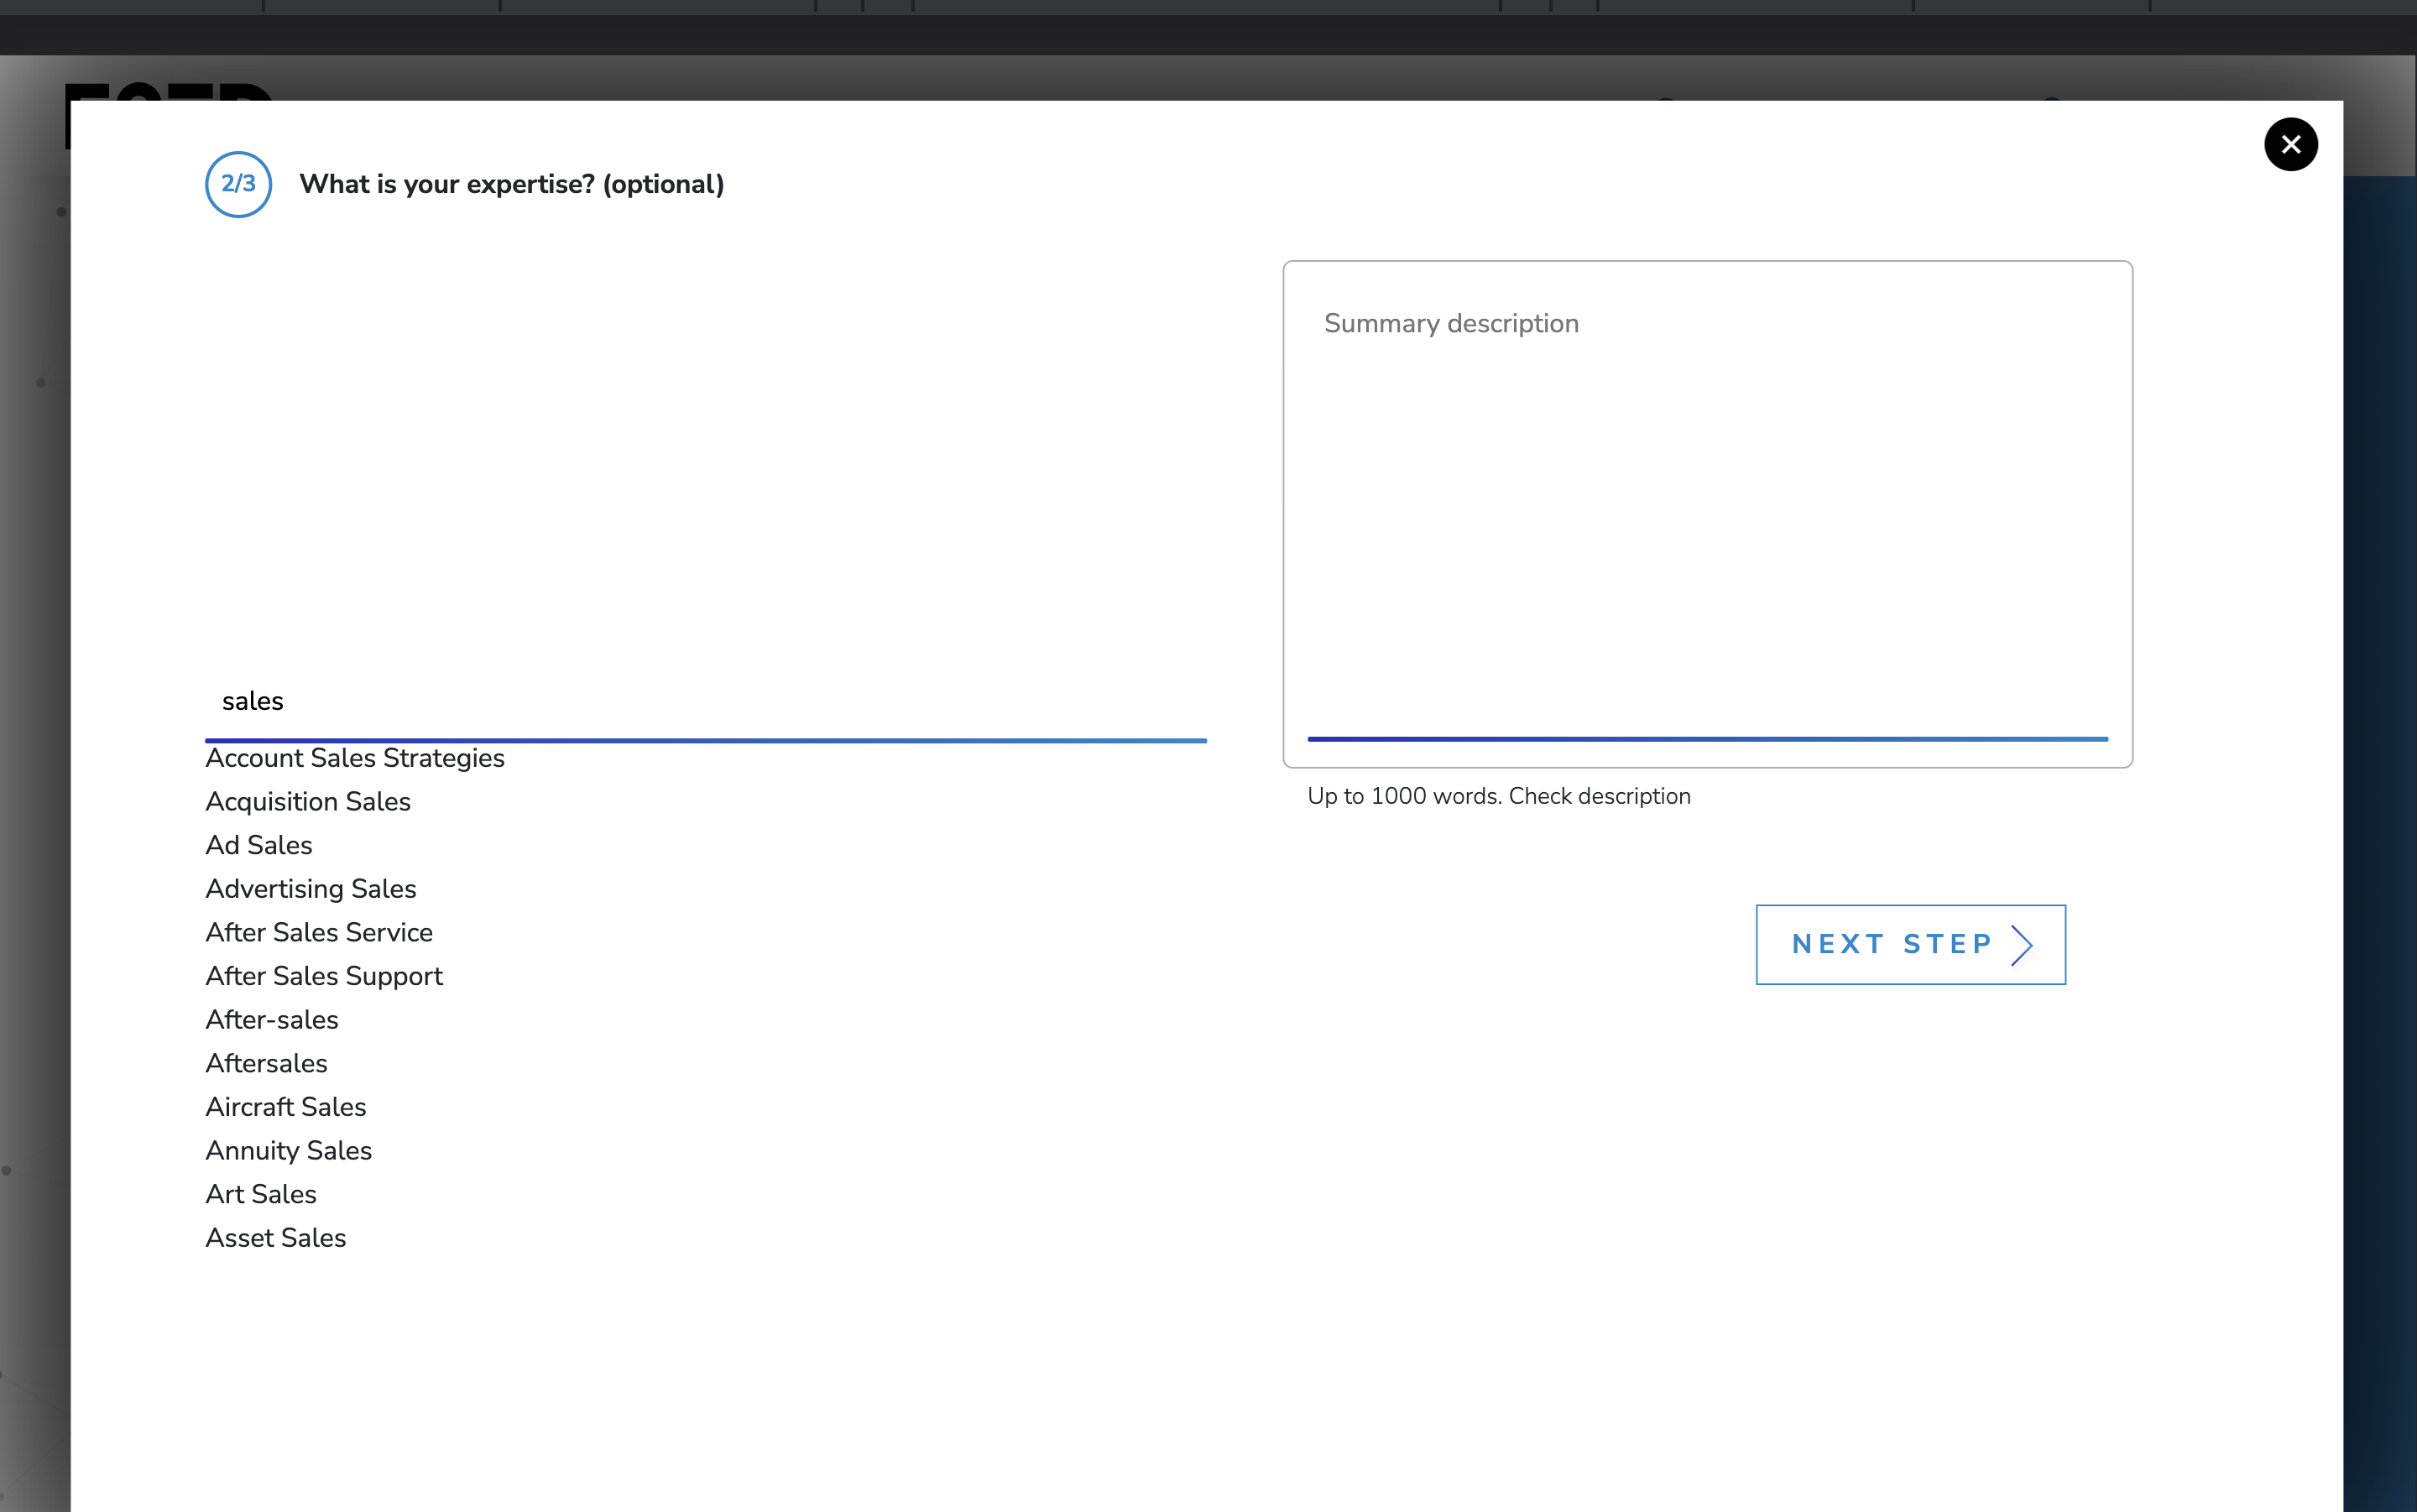 2/3
What is your expertise? (optional)
Summary description
sales
Account Sales Strategies
Acquisition Sales
Ad Sales
Advertising Sales
After Sales Service
After Sales Support
After-sales
Aftersales
Aircraft Sales
Annuity Sales
Art Sales
Asset Sales
Up to 1000 words. Check description
NEXT STEP